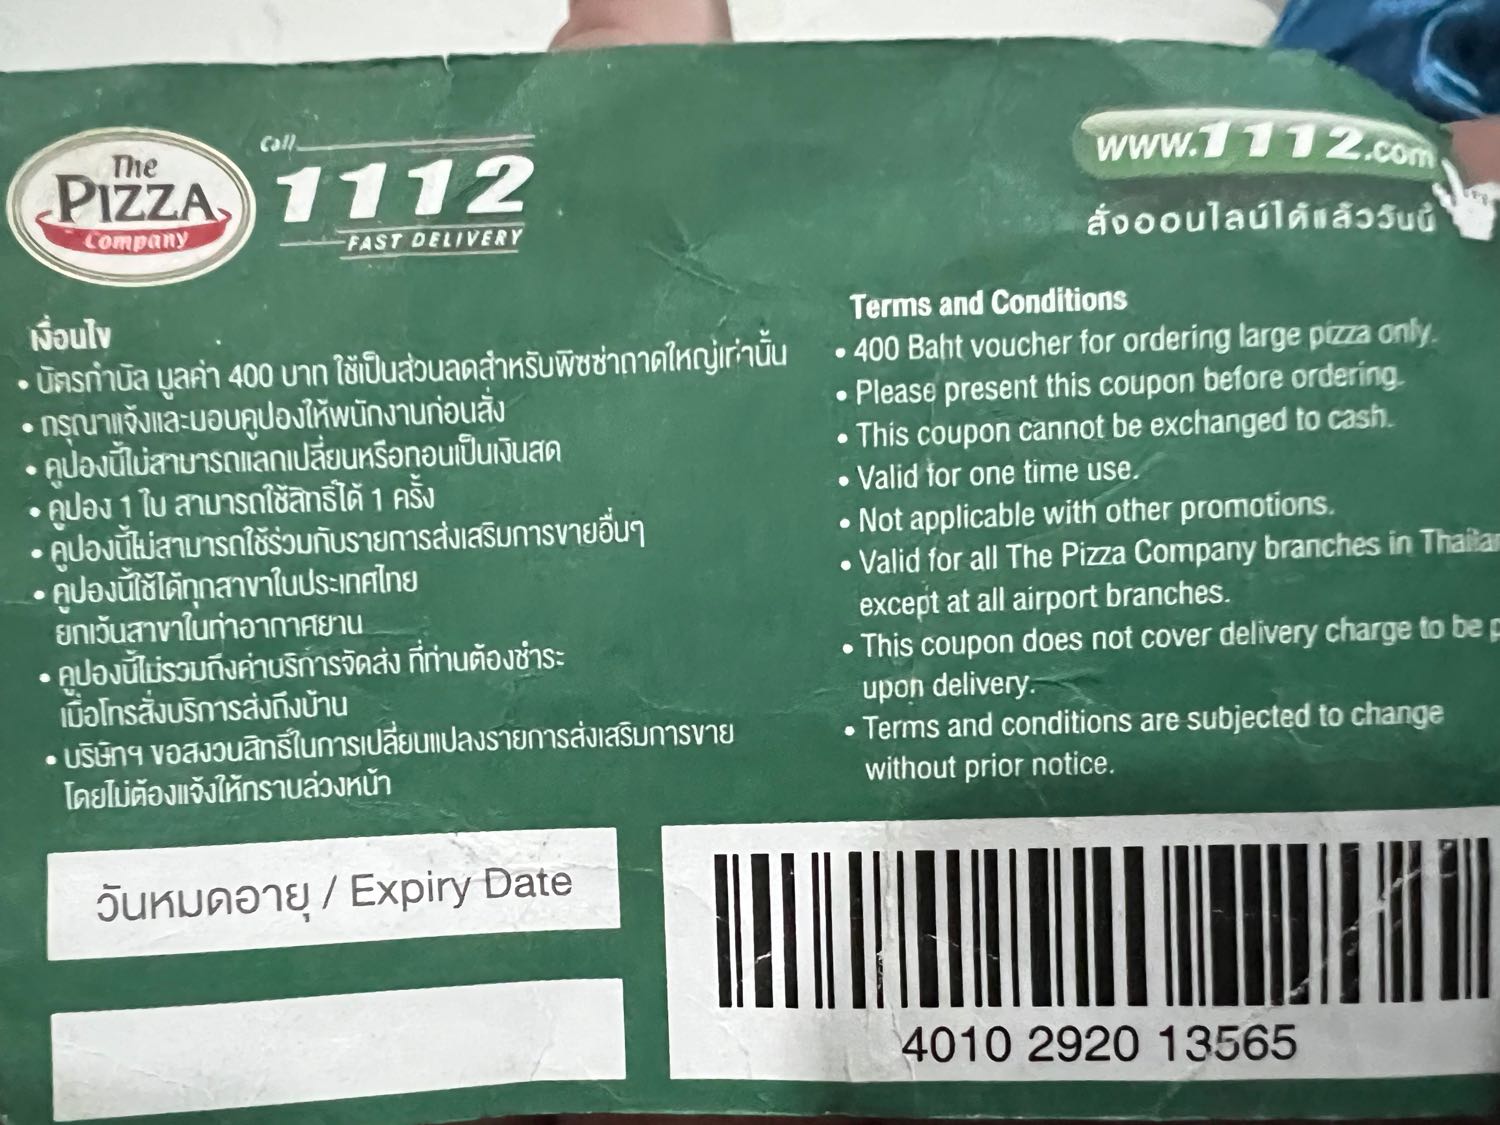 The
PIZZA
Company
Call
1112
FAST DELIVERY
www.1112.com
สั่งออนไลน์ได้แล้ววันนี้
เงื่อนไข
• บัตรกำนัล มูลค่า 400 บาท ใช้เป็นส่วนลดสำหรับพิซซ่าถาดใหญ่เท่านั้น
• กรุณาแจ้งและมอบคูปองให้พนักงานก่อนสั่ง
• คูปองนี้ไม่สามารถแลกเปลี่ยนหรือทอนเป็นเงินสด
• คูปอง 1 ใบ สามารถใช้สิทธิ์ได้ 1 ครั้ง
• คูปองนี้ไม่สามารถใช้ร่วมกับรายการส่งเสริมการขายอื่นๆ
• คูปองนี้ใช้ได้ทุกสาขาในประเทศไทย
ยกเว้นสาขาในท่าอากาศยาน
• คูปองนี้ไม่รวมถึงค่าบริการจัดส่ง ที่ท่านต้องชำระ
เมื่อโทรสั่งบริการส่งถึงบ้าน
• บริษัทฯ ขอสงวนสิทธิ์ในการเปลี่ยนแปลงรายการส่งเสริมการขาย
โดยไม่ต้องแจ้งให้ทราบล่วงหน้า
Terms and Conditions
• 400 Baht voucher for ordering large pizza only.
• Please present this coupon before ordering.
• This coupon cannot be exchanged to cash.
• Valid for one time use.
• Not applicable with other promotions.
• Valid for all The Pizza Company branches in
except at all airport branches.
• This coupon does not cover delivery charge to be
upon delivery.
• Terms and conditions are subjected to change
without prior notice.
วันหมดอายุ / Expiry Date
4010 2920 13565